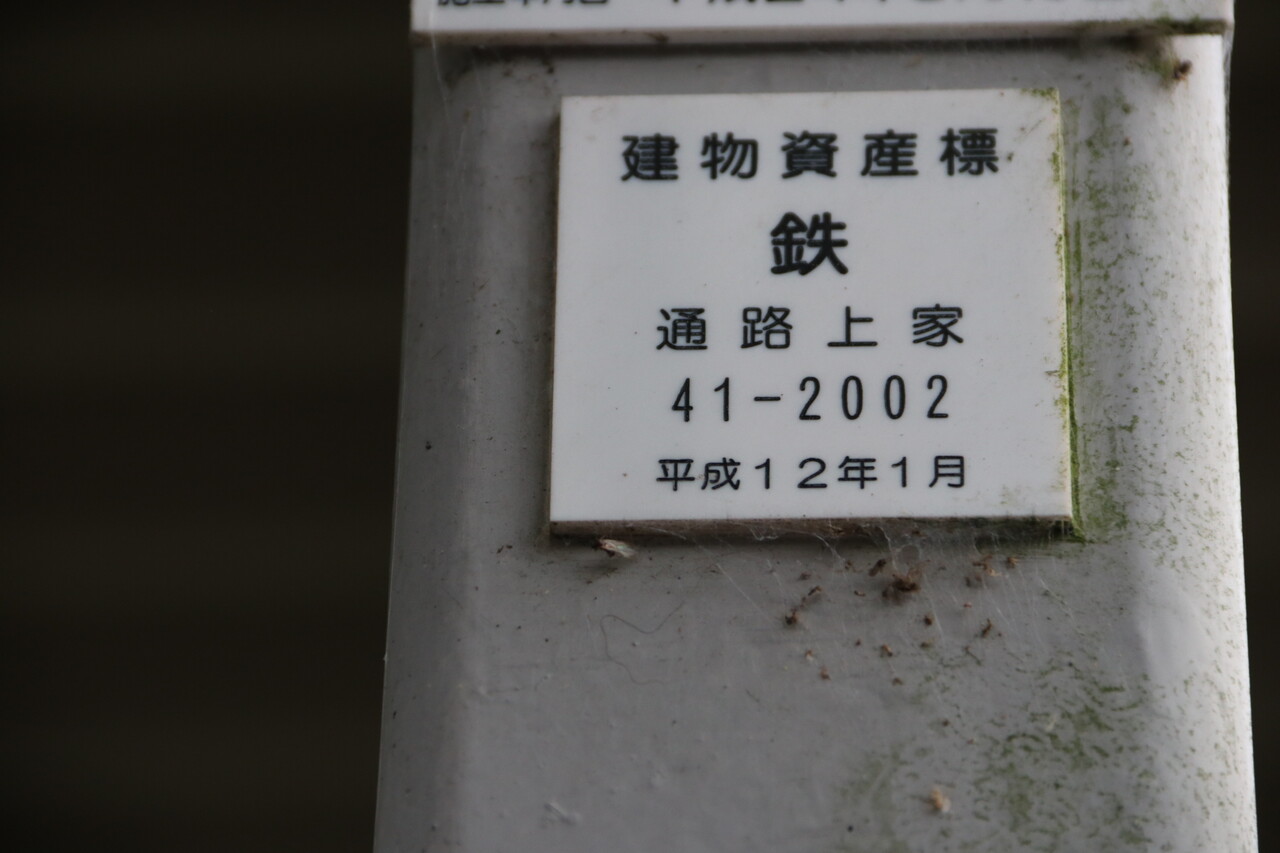 建物資産標
鉄
通路上家
41-2002
平成12年1月